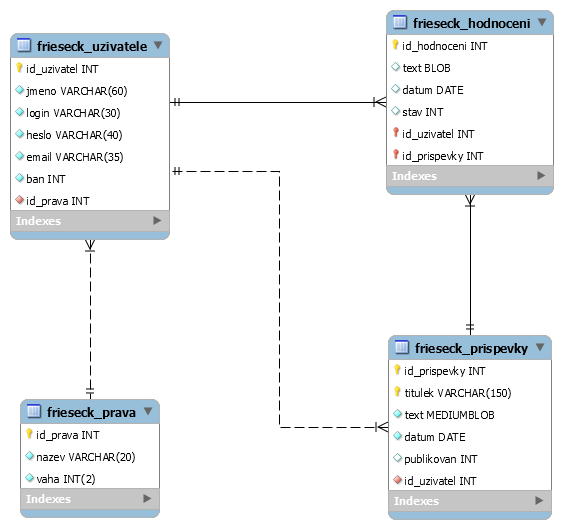 frieseck_uzivatele
id_uzivatel INT
jmeno VARCHAR(60)
login VARCHAR(30)
heslo VARCHAR(40)
email VARCHAR(35)
ban INT
id_prava INT
Indexes
frieseck_hodnoceni
id_hodnoceni INT
text BLOB
datum DATE
stav INT
id_uzivatel INT
id_prispevky INT
Indexes
frieseck_prava
id_prava INT
nazev VARCHAR(20)
vaha INT(2)
Indexes
frieseck_prispevky
id_prispevky INT
titulek VARCHAR(150)
text MEDIUMBLOB
datum DATE
publikovan INT
id_uzivatel INT
Indexes